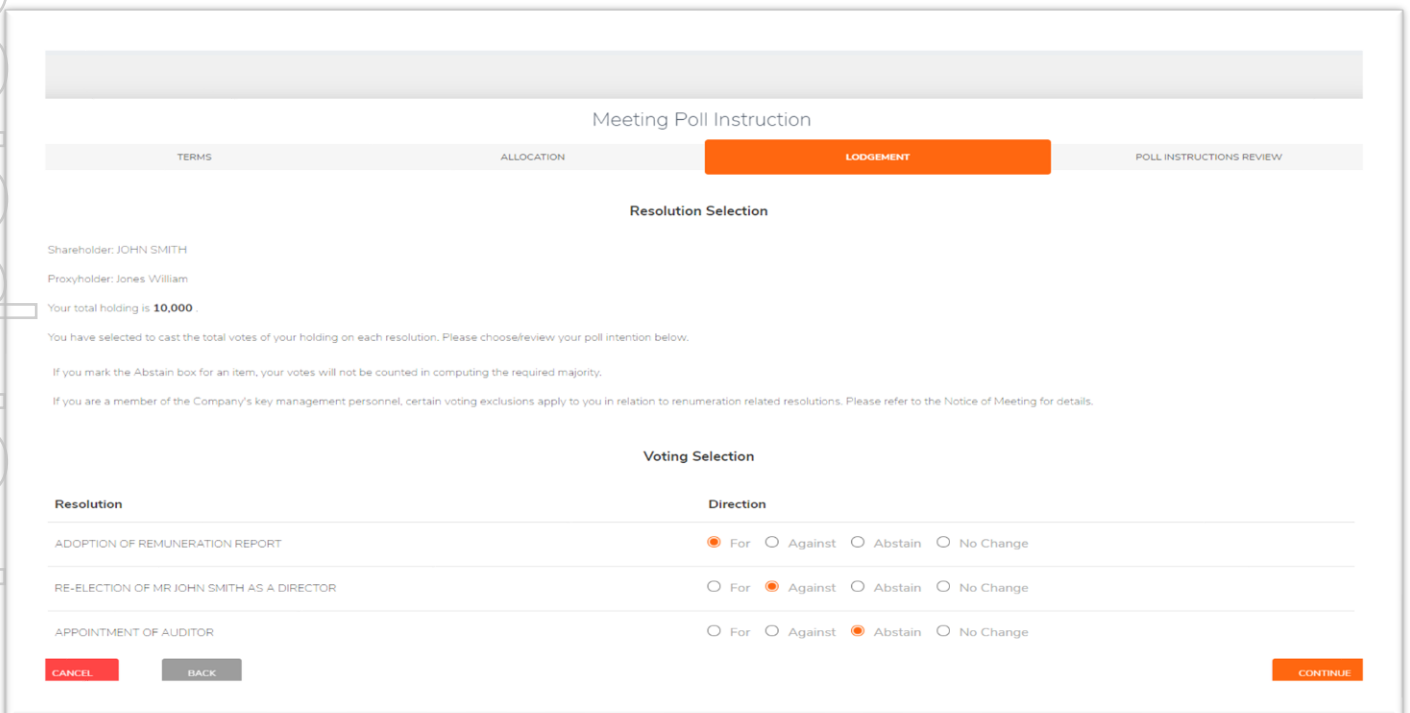 Meeting Poll Instruction
TERMS ALLOCATION LODGEMENT POLL INSTRUCTIONS REVIEW
Resolution Selection
Shareholder: JOHN SMITH
Proxyholder: Jones William
Your total holding is 10,000 .
You have selected to cast the total votes of your holding on each resolution. Please choose/review your poll intention below.
If you mark the Abstain box for an item, your votes will not be counted in computing the required majority.
If you are a member of the Company's key management personnel, certain voting exclusions apply to you in relation to renumeration related resolutions. Please refer to the Notice of Meeting for details.
Voting Selection
Resolution Direction
ADOPTION OF REMUNERATION REPORT For Against Abstain No Change
RE-ELECTION OF MR JOHN SMITH AS A DIRECTOR For Against Abstain No Change
APPOINTMENT OF AUDITOR For Against Abstain No Change
CANCEL BACK CONTINUE